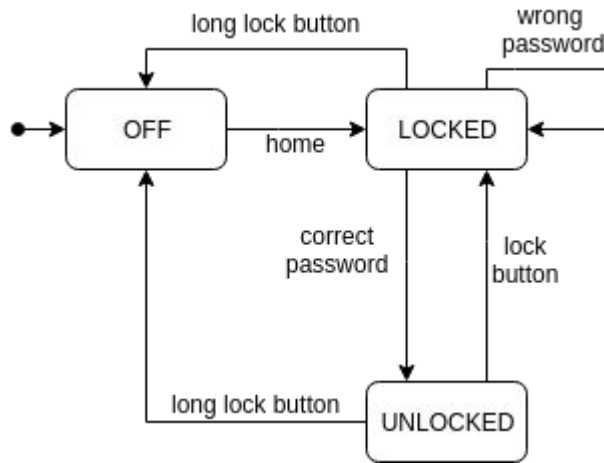 long lock button
wrong
password
OFF
home
LOCKED
correct
password
lock
button
long lock button
UNLOCKED